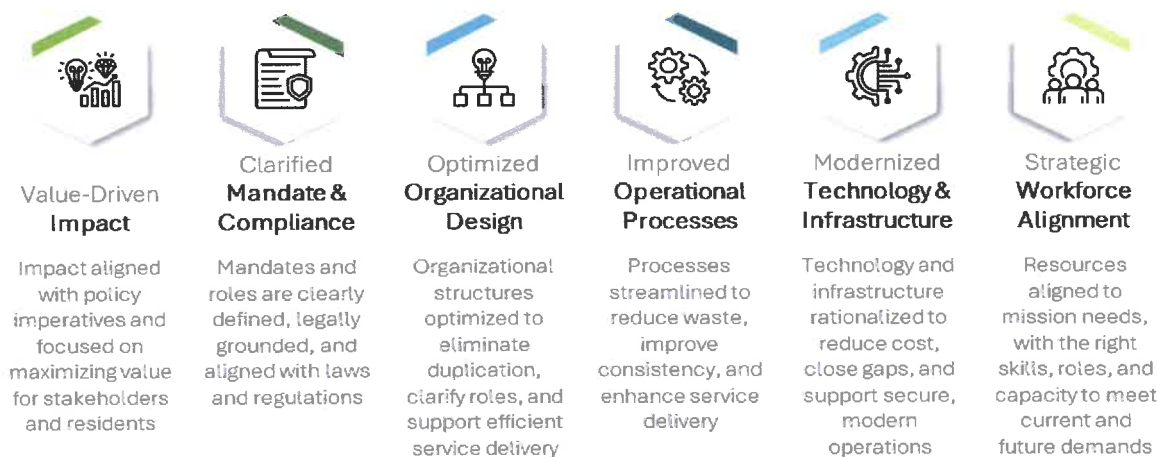 Value-Driven
Impact
Impact aligned
with policy
imperatives and
focused on
maximizing value
for stakeholders
and residents
Clarified
Mandate &
Compliance
Mandates and
roles are clearly
defined, legally
grounded, and
aligned with laws
and regulations
Optimized
Organizational
Design
Organizational
structures
optimized to
eliminate
duplication,
clarify roles, and
support efficient
service delivery
Improved
Operational
Processes
Processes
streamlined to
reduce waste,
improve
consistency, and
enhance service
delivery
Modernized
Technology &
Infrastructure
Technology and
infrastructure
rationalized to
reduce cost,
close gaps, and
support secure,
modern
operations
Strategic
Workforce
Alignment
Resources
aligned to
mission needs,
with the right
skills, roles, and
capacity to meet
current and
future demands